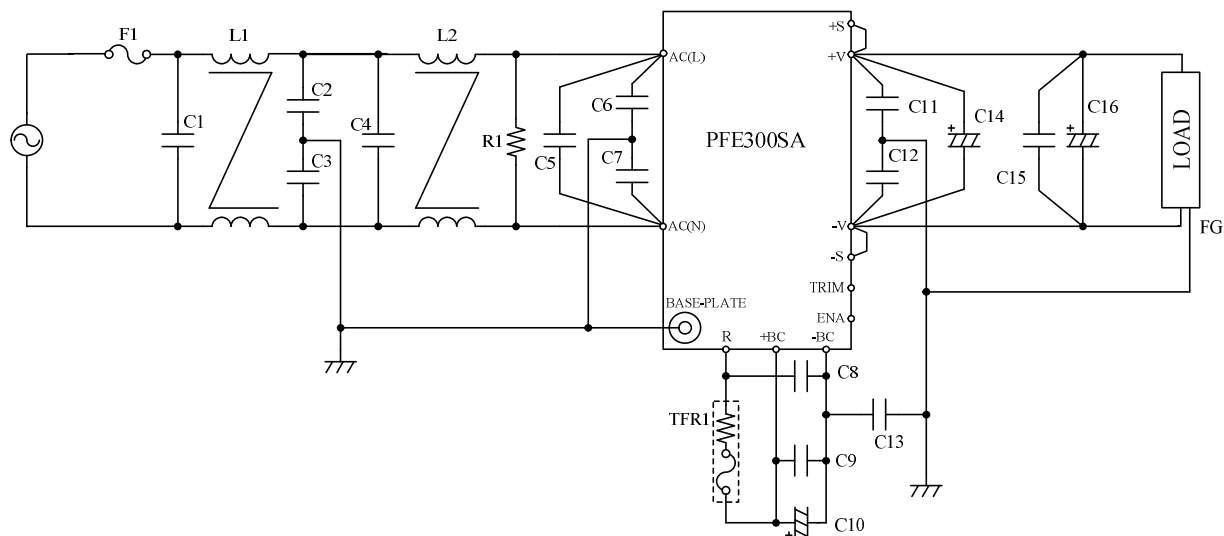 F1
L1
L2
C1
C2
C3
C4
R1
C5
C6
C7
AC(L)
AC(N)
PFE300SA
BASE-PLATE
R
+BC
-BC
+S
+V
-V
-S
TRIM
ENA
C11
C12
C14
C15
C16
+
+
LOAD
FG
C8
TFR1
C13
C9
C10
+